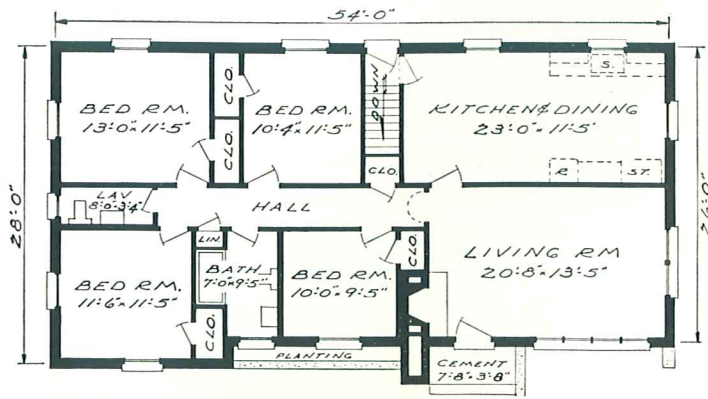 54'-0"
28'-0"
BED RM.
13'-0"x11'-5"
CLO.
CLO.
BED RM.
10'-4"x11'-5"
DOWN
CLO.
KITCHEN & DINING
23'-0"x11'-5"
S.
R
ST.
24'-0"
LAV.
8'-0"x3'-4"
HALL
LIN.
BED RM.
11'-6"x11'-5"
CLO.
BATH
7'-0"x9'-5"
BED RM.
10'-0"x9'-5"
CLO.
LIVING RM
20'-8"x13'-5"
PLANTING
CEMENT
7'-8"x3'-8"